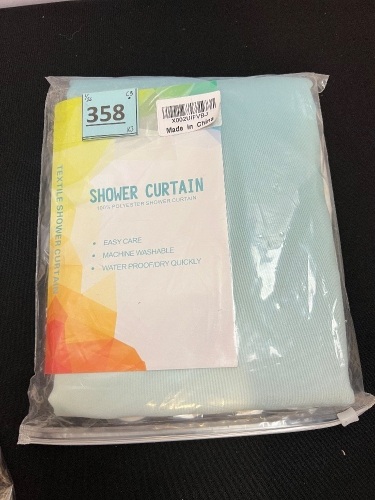 358
X002UIFVBJ
Made in China
TEXTILE SHOWER CURTAIN
SHOWER CURTAIN
100% POLYESTER SHOWER CURTAIN
• EASY CARE
• MACHINE WASHABLE
• WATER PROOF/DRY QUICKLY